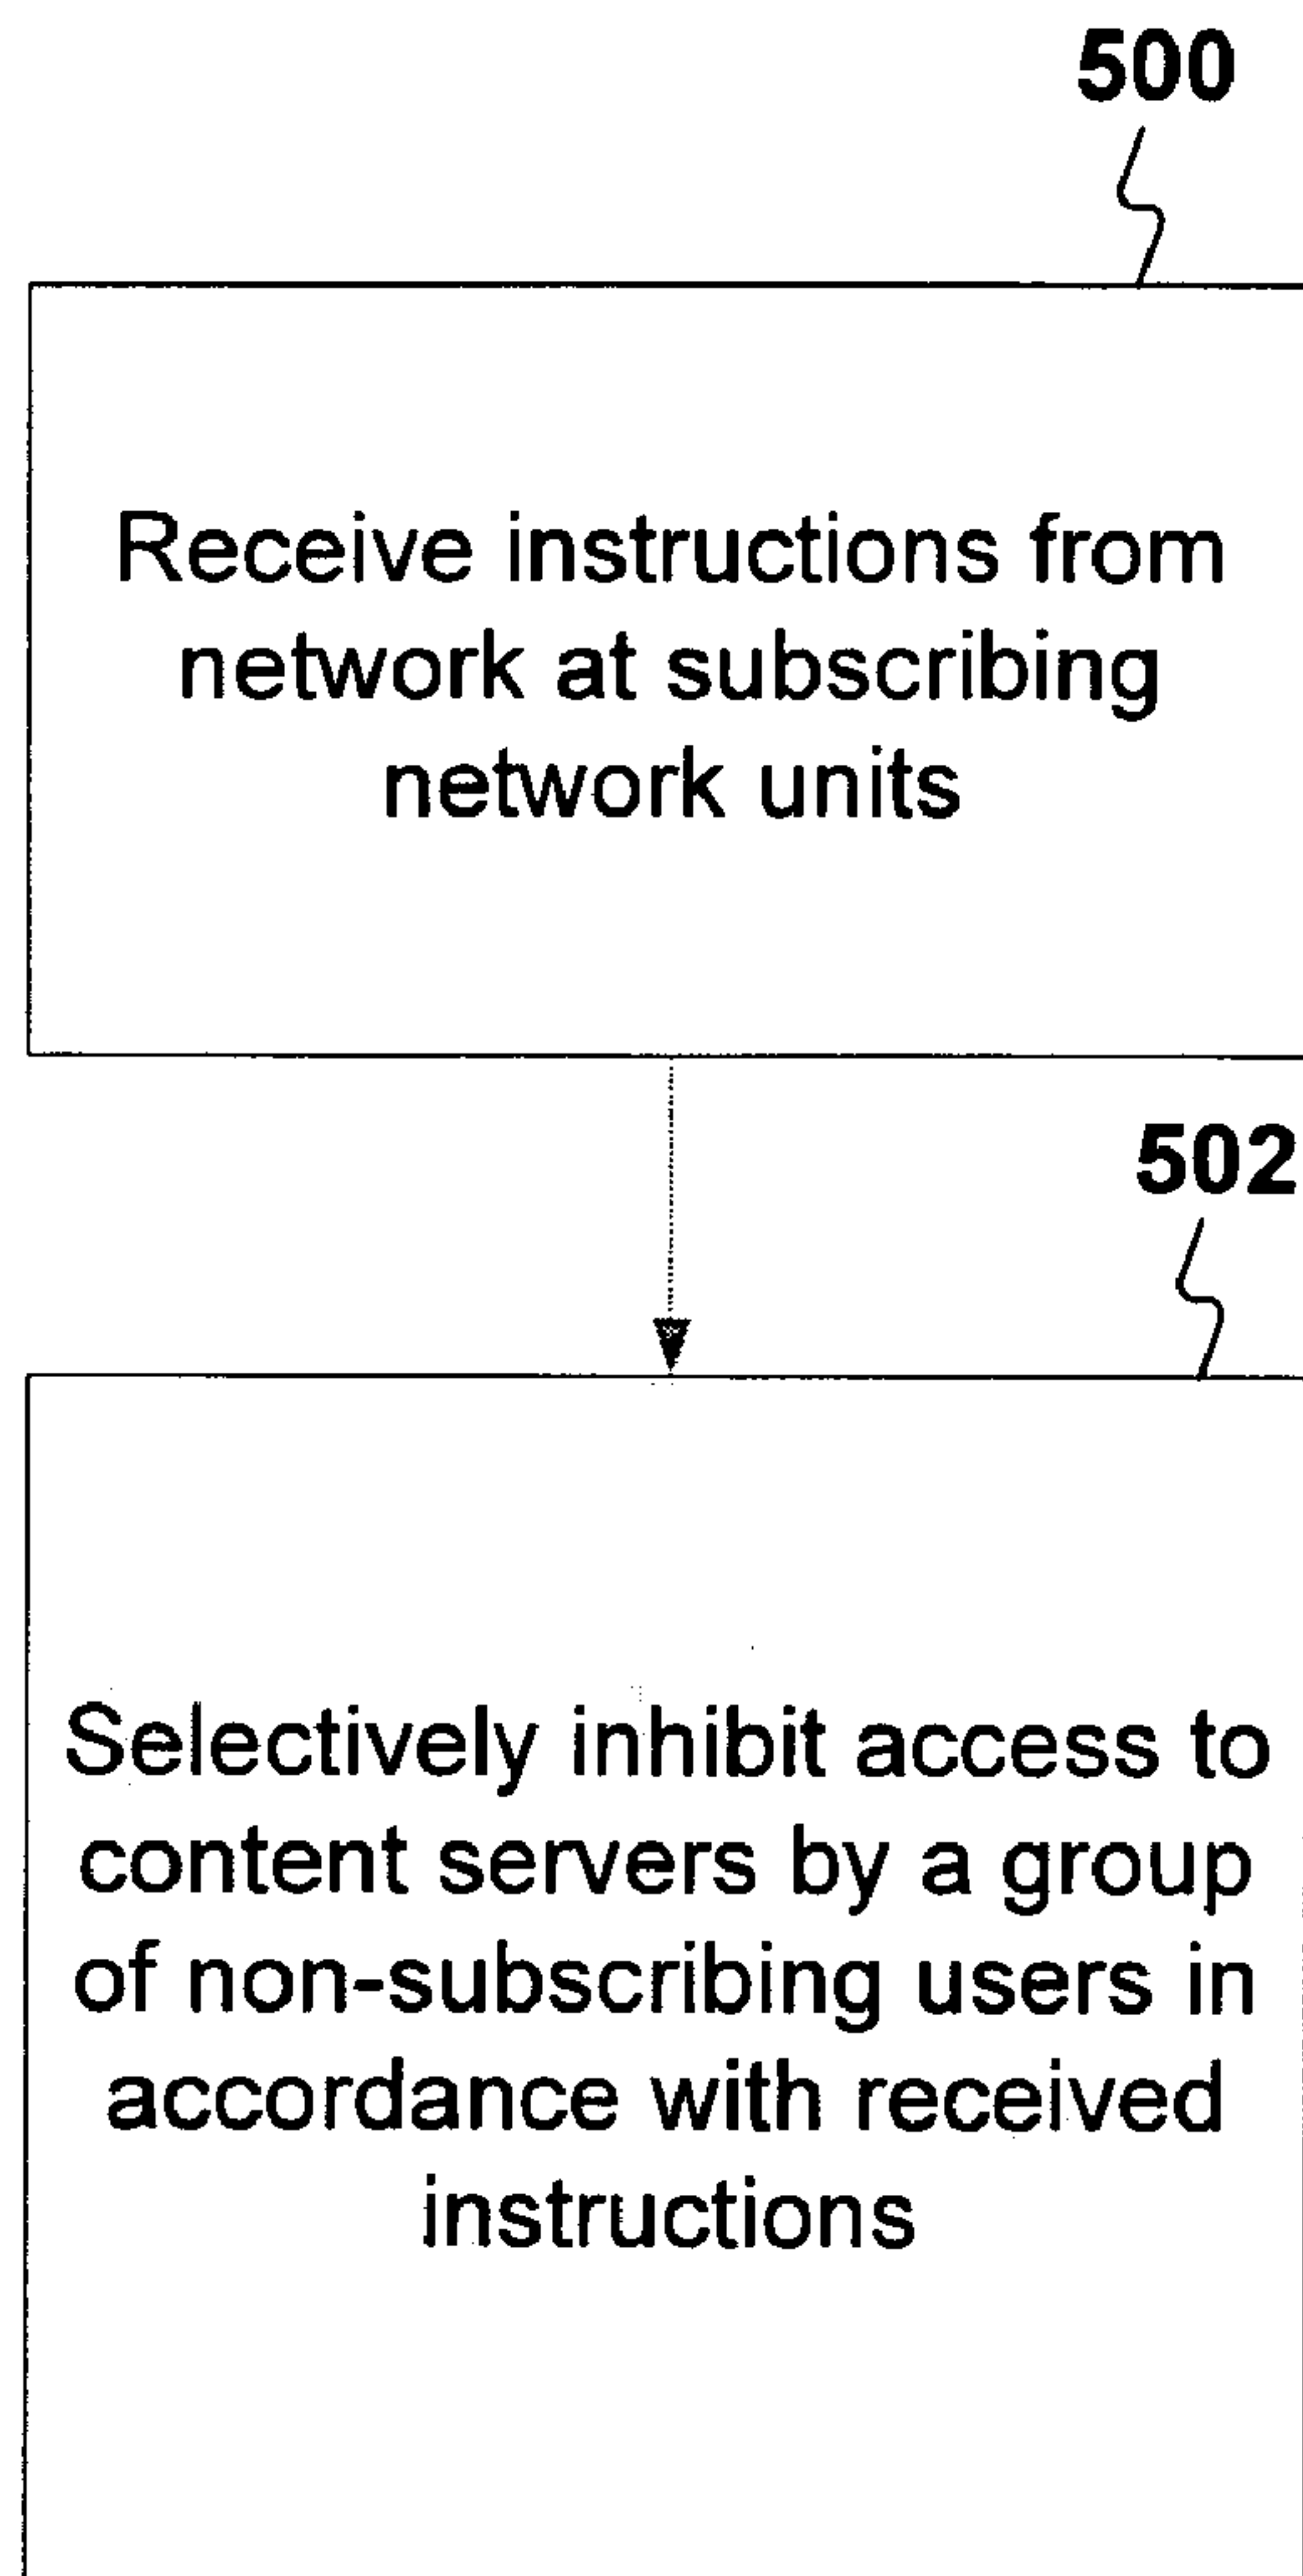 500
Receive instructions from
network at subscribing
network units
502
Selectively inhibit access to
content servers by a group
of non-subscribing users in
accordance with received
instructions